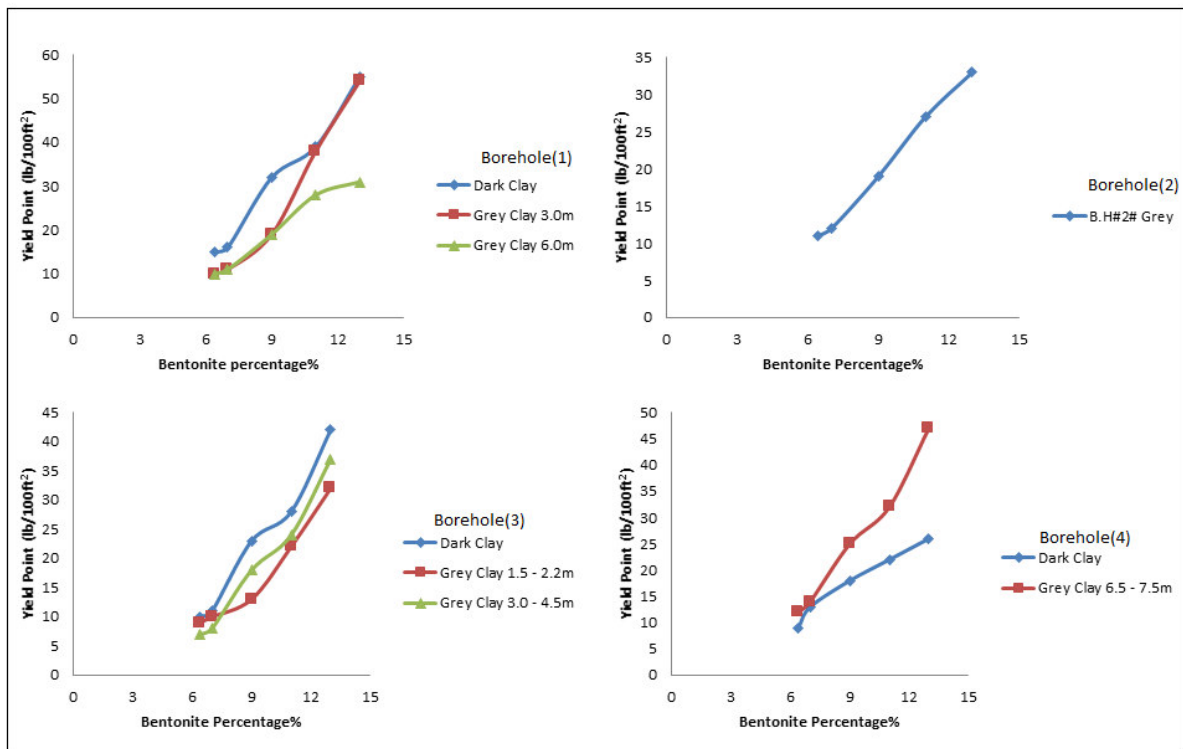 60
50
40
30
20
10
0
Yield Point (lb/100ft²)
0 3 6 9 12 15
Bentonite percentage%
Borehole(1)
Dark Clay
Grey Clay 3.0m
Grey Clay 6.0m
35
30
25
20
15
10
5
0
Yield Point (lb/100ft²)
0 3 6 9 12 15
Bentonite Percentage%
Borehole(2)
B.H#2# Grey
45
40
35
30
25
20
15
10
5
0
Yield Point (lb/100ft²)
0 3 6 9 12 15
Bentonite Percentage%
Borehole(3)
Dark Clay
Grey Clay 1.5 - 2.2m
Grey Clay 3.0 - 4.5m
50
45
40
35
30
25
20
15
10
5
0
Yield Point (lb/100ft²)
0 3 6 9 12 15
Bentonite Percentage%
Borehole(4)
Dark Clay
Grey Clay 6.5 - 7.5m